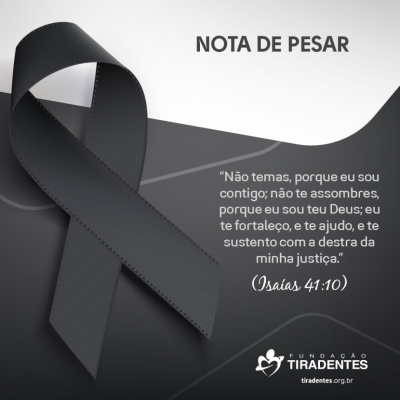 NOTA DE PESAR
“Não temas, porque eu sou
contigo; não te assombres,
porque eu sou teu Deus; eu
te fortaleço, e te ajudo, e te
sustento com a destra da
minha justiça.”
(Isaías 41:10)
FUNDAÇÃO
TIRADENTES
tiradentes.org.br